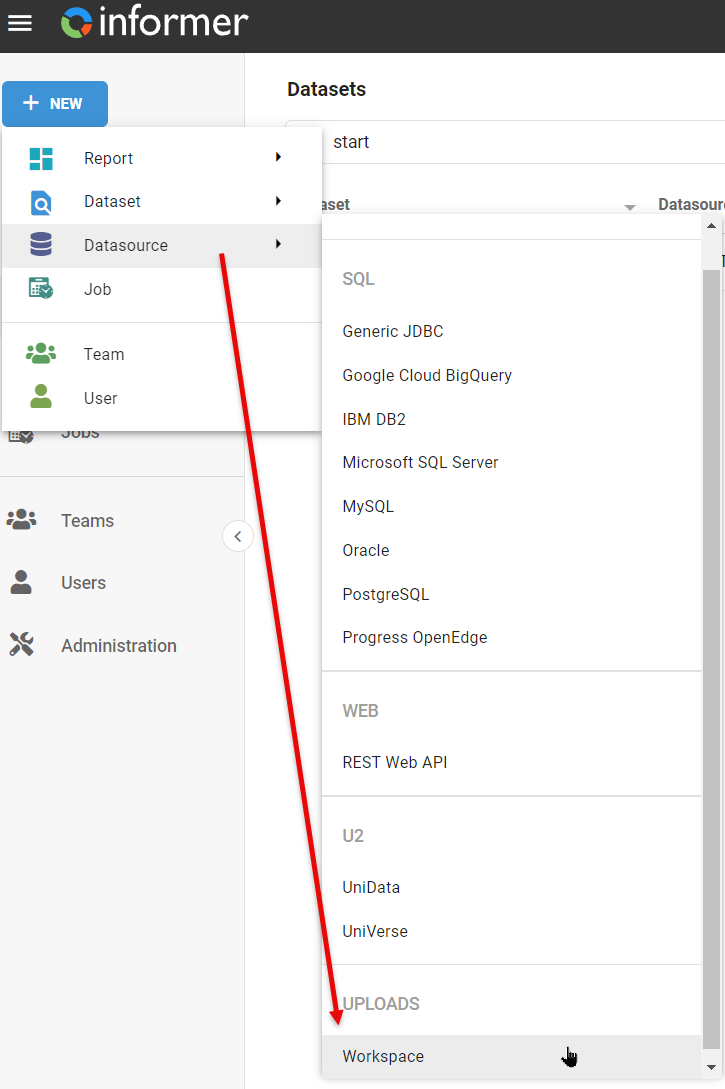 informer
+ NEW
Datasets
start
Report
Dataset
Datasource
Job
Team
User
Jobs
Teams
Users
Administration
aset
Datasour
SQL
Generic JDBC
Google Cloud BigQuery
IBM DB2
Microsoft SQL Server
MySQL
Oracle
PostgreSQL
Progress OpenEdge
WEB
REST Web API
U2
UniData
UniVerse
UPLOADS
Workspace